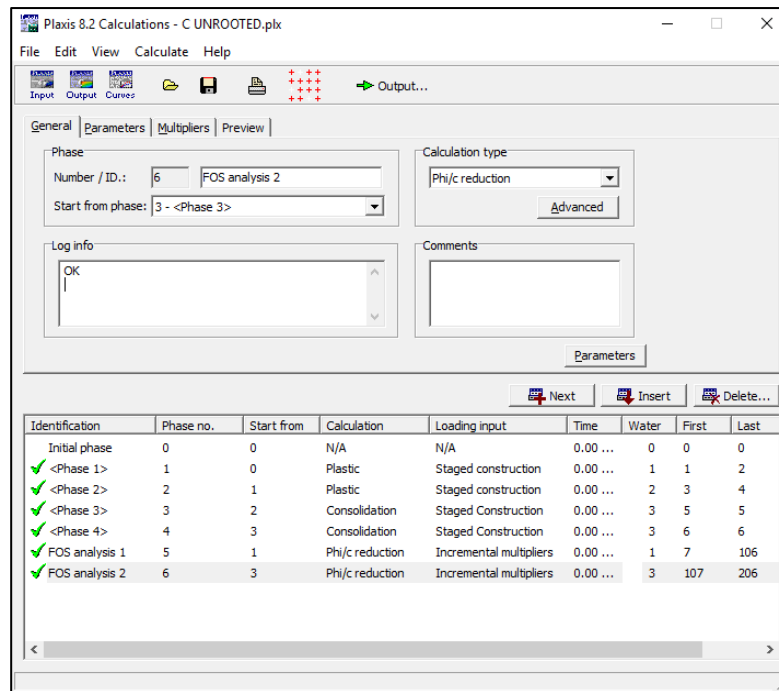 Plaxis 8.2 Calculations - C UNROOTED.plx
File Edit View Calculate Help
Input Output Curves Output...
General Parameters Multipliers Preview
Phase
Number / ID.: 6 FOS analysis 2
Start from phase: 3 - <Phase 3>
Calculation type
Phi/c reduction
Advanced
Log info
OK
Comments
Parameters
Next Insert Delete...
Identification Phase no. Start from Calculation Loading input Time Water First Last
Initial phase 0 0 N/A N/A 0.00 ... 0 0 0
<Phase 1> 1 0 Plastic Staged construction 0.00 ... 1 1 2
<Phase 2> 2 1 Plastic Staged construction 0.00 ... 2 3 4
<Phase 3> 3 2 Consolidation Staged Construction 0.00 ... 3 5 5
<Phase 4> 4 3 Consolidation Staged Construction 0.00 ... 3 6 6
FOS analysis 1 5 1 Phi/c reduction Incremental multipliers 0.00 ... 1 7 106
FOS analysis 2 6 3 Phi/c reduction Incremental multipliers 0.00 ... 3 107 206